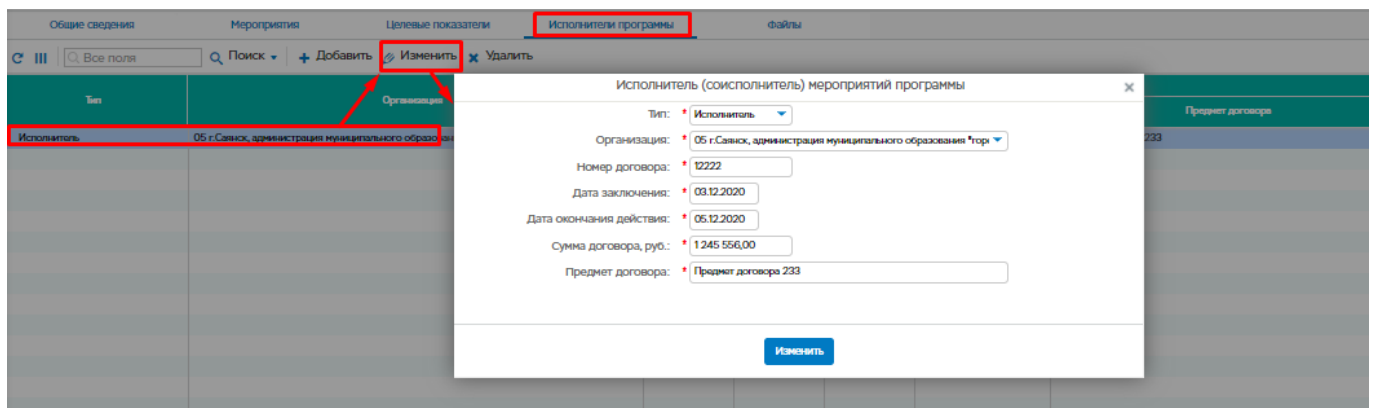 Общие сведения Мероприятия Целевые показатели Исполнители программы Файлы
Все поля Поиск Добавить Изменить Удалить
Исполнитель (соисполнитель) мероприятий программы
Тип Организация Предмет договора
Тип: * Исполнитель
Исполнитель 05 г.Саянск, администрация муниципального образован 233
Организация: * 05 г.Саянск, администрация муниципального образования "горо
Номер договора: * 12222
Дата заключения: * 03.12.2020
Дата окончания действия: * 05.12.2020
Сумма договора, руб.: * 1 245 556,00
Предмет договора: * Предмет договора 233
Изменить